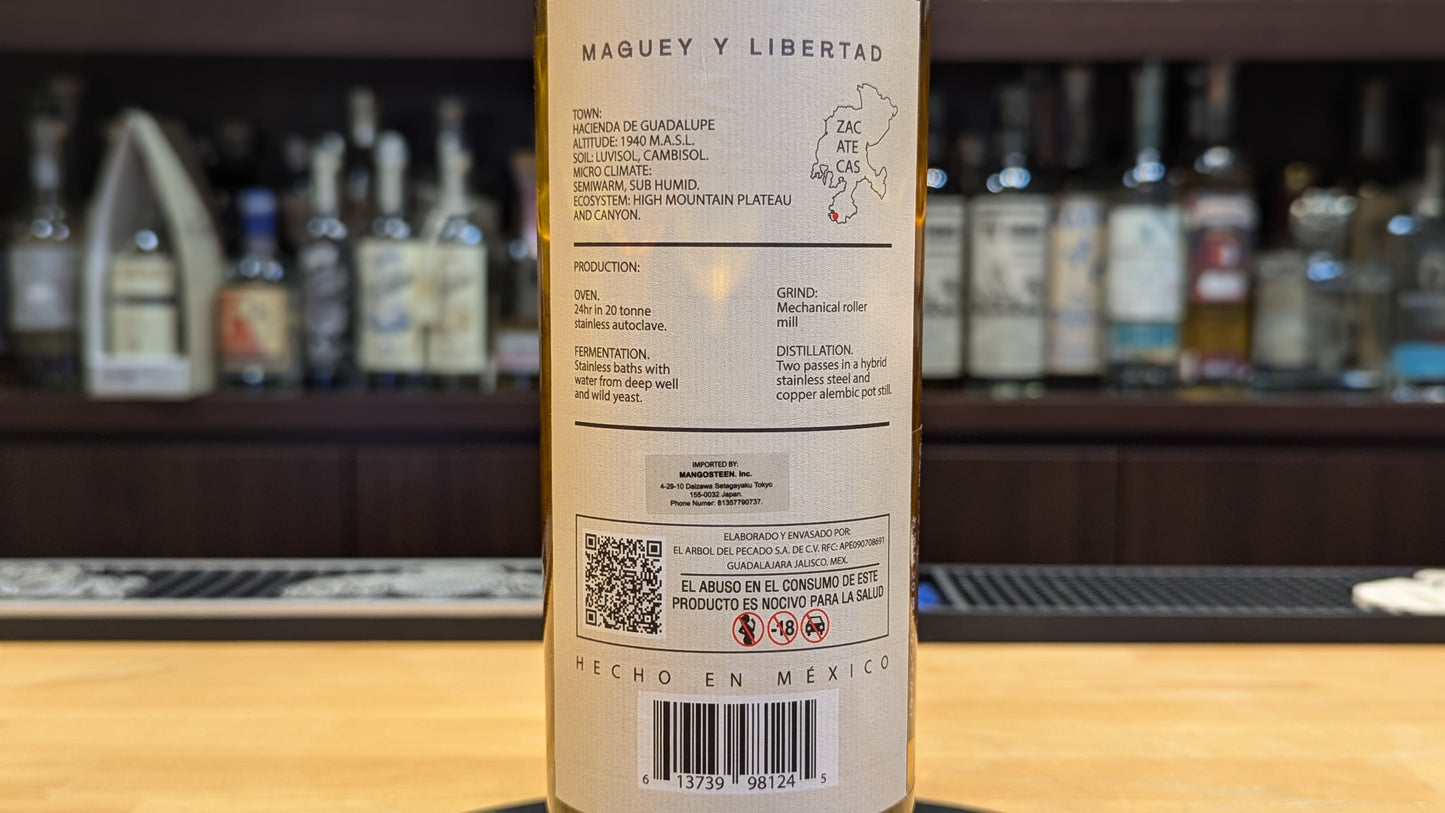 MAGUEY Y LIBERTAD
TOWN:
HACIENDA DE GUADALUPE
ALTITUDE: 1940 M.A.S.L.
SOIL: LUVISOL, CAMBISOL.
MICRO CLIMATE:
SEMIWARM, SUB HUMID.
ECOSYSTEM: HIGH MOUNTAIN PLATEAU
AND CANYON.
ZAC
ATE
CAS
PRODUCTION:
OVEN.
24hr in 20 tonne
stainless autoclave.
GRIND:
Mechanical roller
mill
FERMENTATION.
Stainless baths with
water from deep well
and wild yeast.
DISTILLATION.
Two passes in a hybrid
stainless steel and
copper alembic pot still.
IMPORTED BY:
MANGOSTEEN. Inc.
4-29-10 Daizawa Setagayaku Tokyo
155-0032 Japan.
Phone Numer: 81357790737.
ELABORADO Y ENVASADO POR:
EL ARBOL DEL PECADO S.A. DE C.V. RFC: APE090708691
GUADALAJARA JALISCO. MEX.
EL ABUSO EN EL CONSUMO DE ESTE
PRODUCTO ES NOCIVO PARA LA SALUD
-18
HECHO EN MÉXICO
6 13739 98124 5